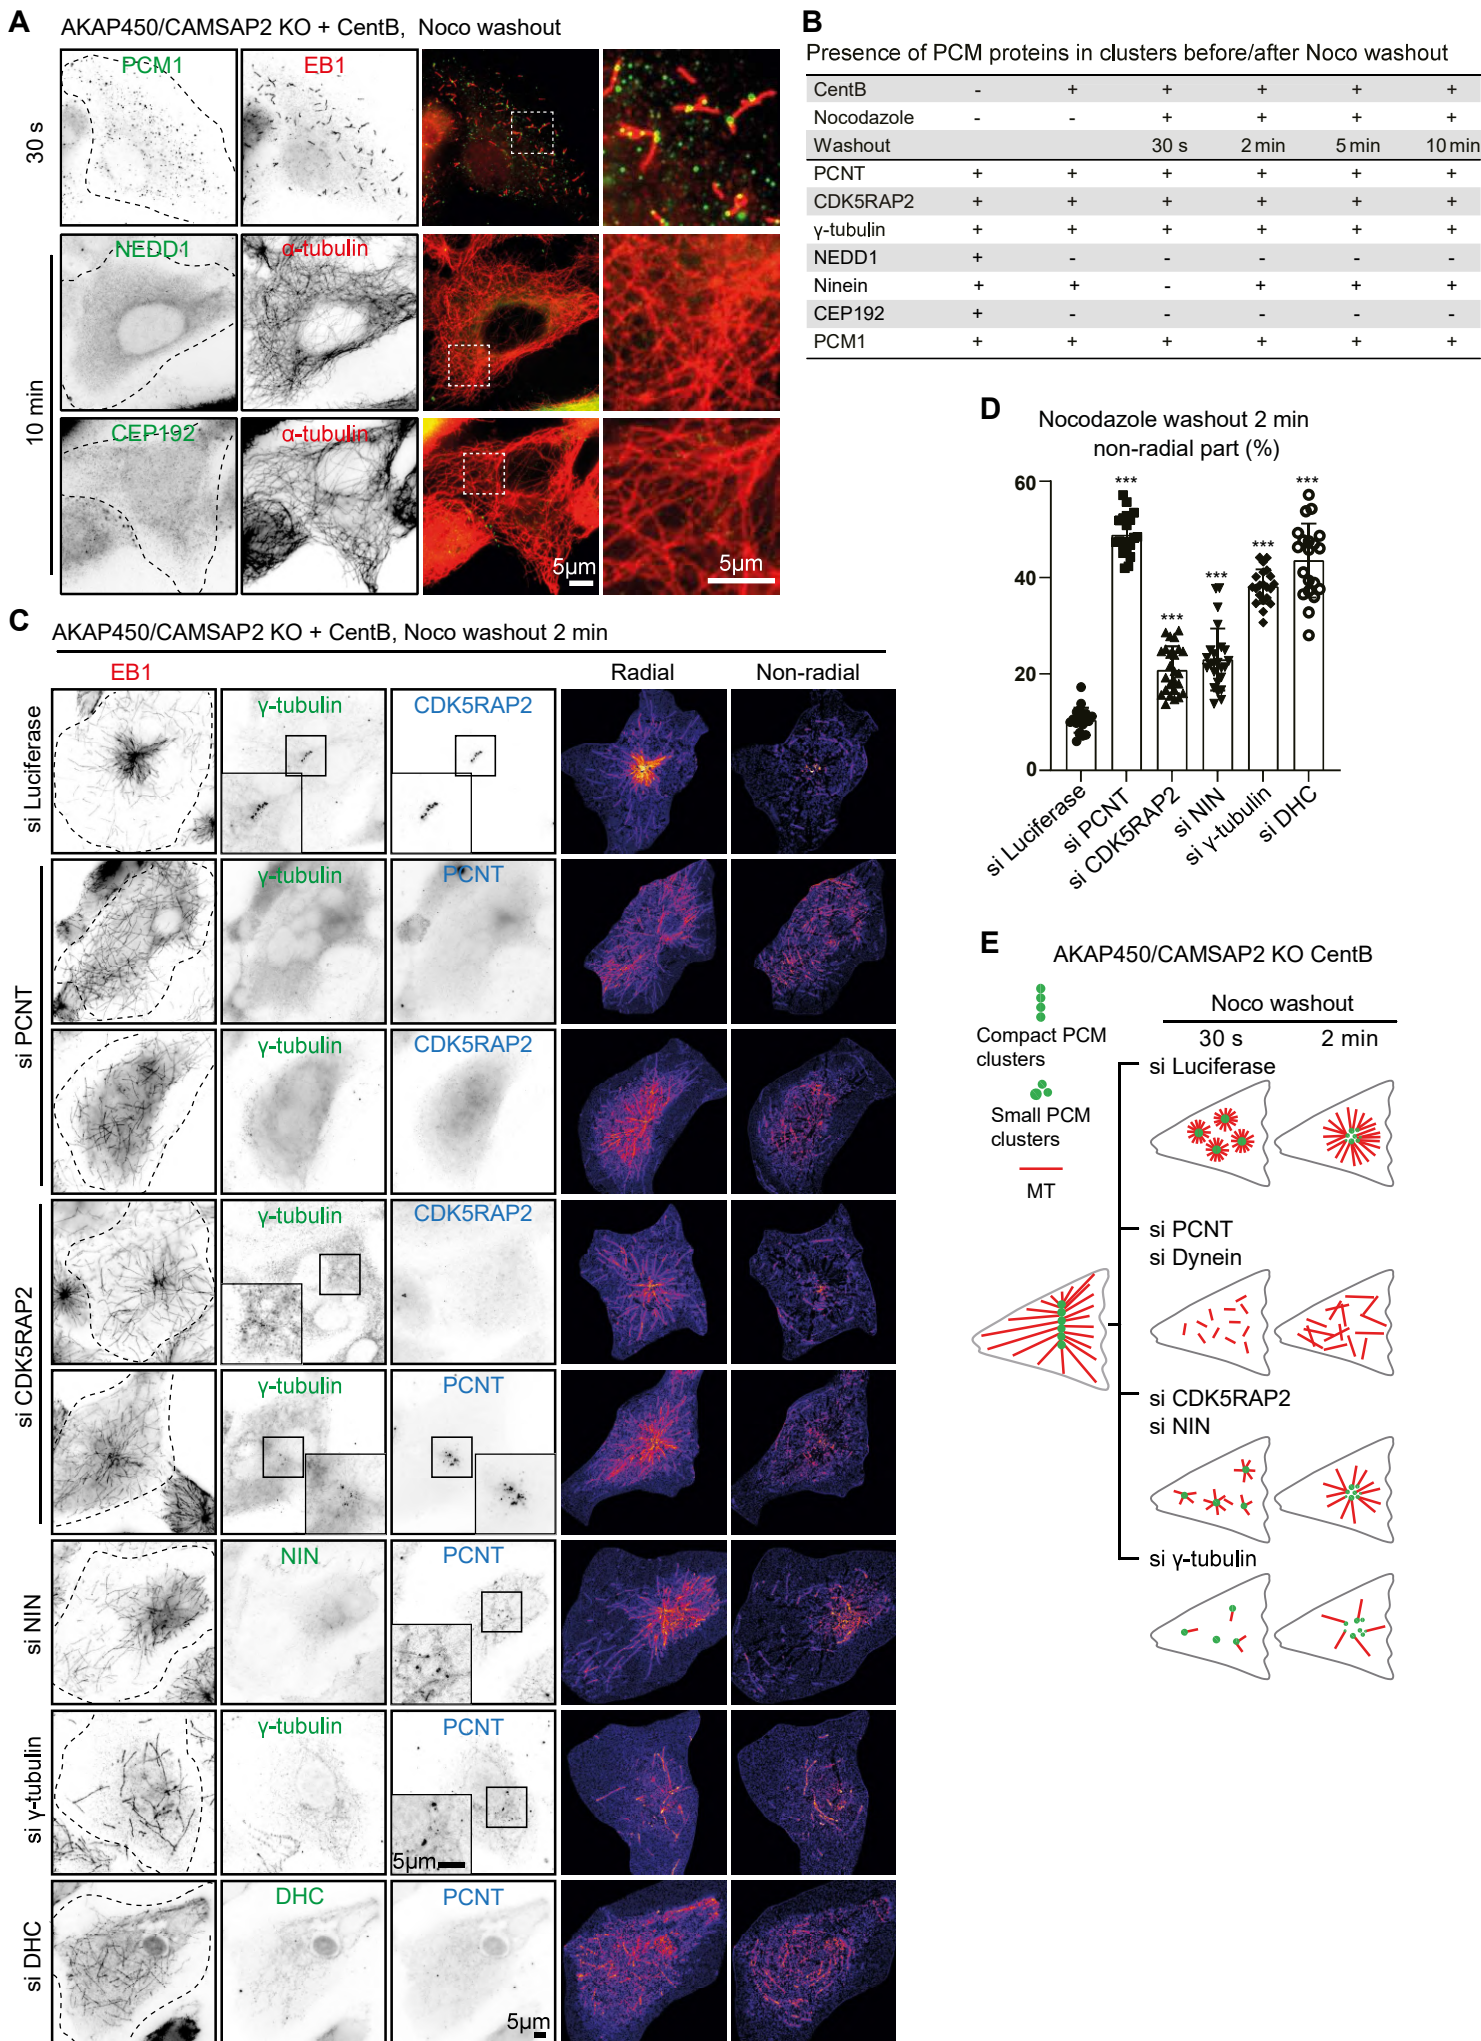 A
AKAP450/CAMSAP2 KO + CentB, Noco washout
PCM1
EB1
30 s
NEDD1
α-tubulin
10 min
CEP192
α-tubulin
5µm
5µm
B
Presence of PCM proteins in clusters before/after Noco washout
CentB - + + + + +
Nocodazole - - + + + +
Washout 30 s 2 min 5 min 10 min
PCNT + + + + + +
CDK5RAP2 + + + + + +
γ-tubulin + + + + + +
NEDD1 + - - - - -
Ninein + + - + + +
CEP192 + - - - - -
PCM1 + + + + + +
C
AKAP450/CAMSAP2 KO + CentB, Noco washout 2 min
EB1
Radial
Non-radial
si Luciferase
γ-tubulin
CDK5RAP2
si PCNT
γ-tubulin
PCNT
γ-tubulin
CDK5RAP2
si CDK5RAP2
γ-tubulin
CDK5RAP2
γ-tubulin
PCNT
si NIN
NIN
PCNT
si γ-tubulin
γ-tubulin
PCNT
5µm
si DHC
DHC
PCNT
5µm
D
Nocodazole washout 2 min
non-radial part (%)
60
40
20
0
***
***
***
***
***
si Luciferase
si PCNT
si CDK5RAP2
si NIN
si γ-tubulin
si DHC
E
AKAP450/CAMSAP2 KO CentB
Noco washout
30 s
2 min
Compact PCM
clusters
Small PCM
clusters
MT
si Luciferase
si PCNT
si Dynein
si CDK5RAP2
si NIN
si γ-tubulin